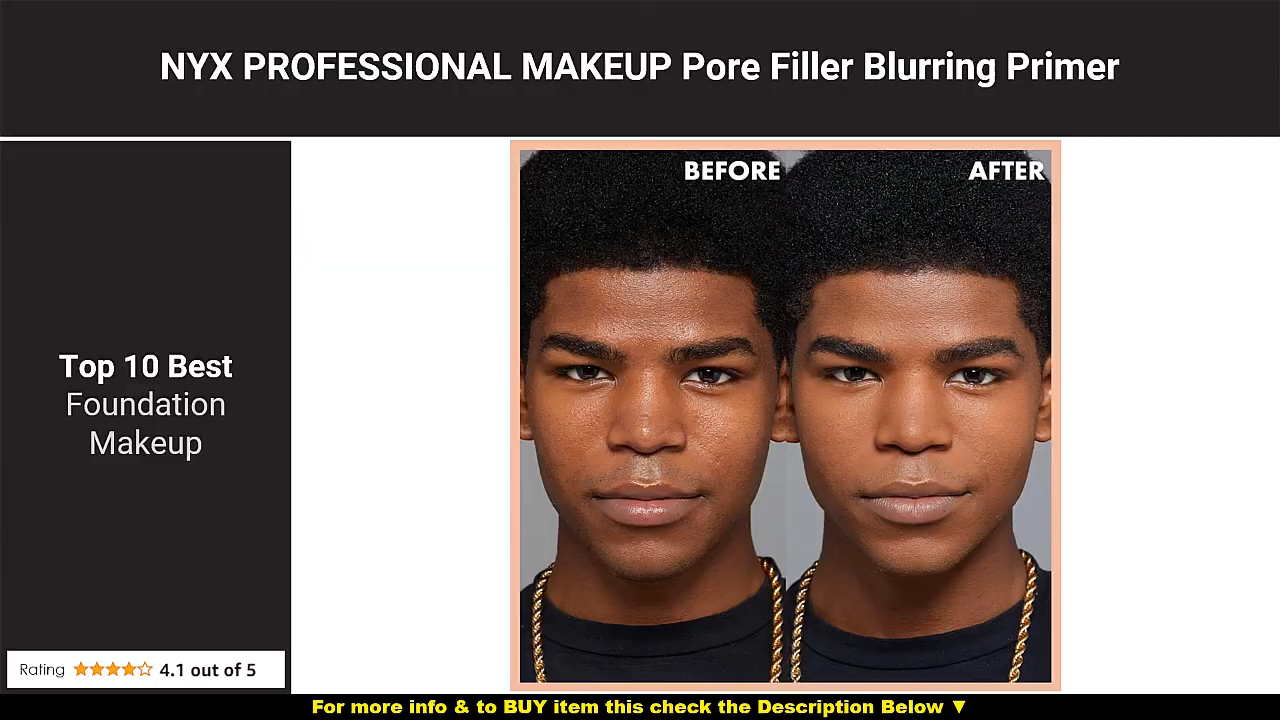 NYX PROFESSIONAL MAKEUP Pore Filler Blurring Primer
BEFORE
AFTER
Top 10 Best
Foundation
Makeup
Rating 4.1 out of 5
For more info & to BUY item this check the Description Below ▼